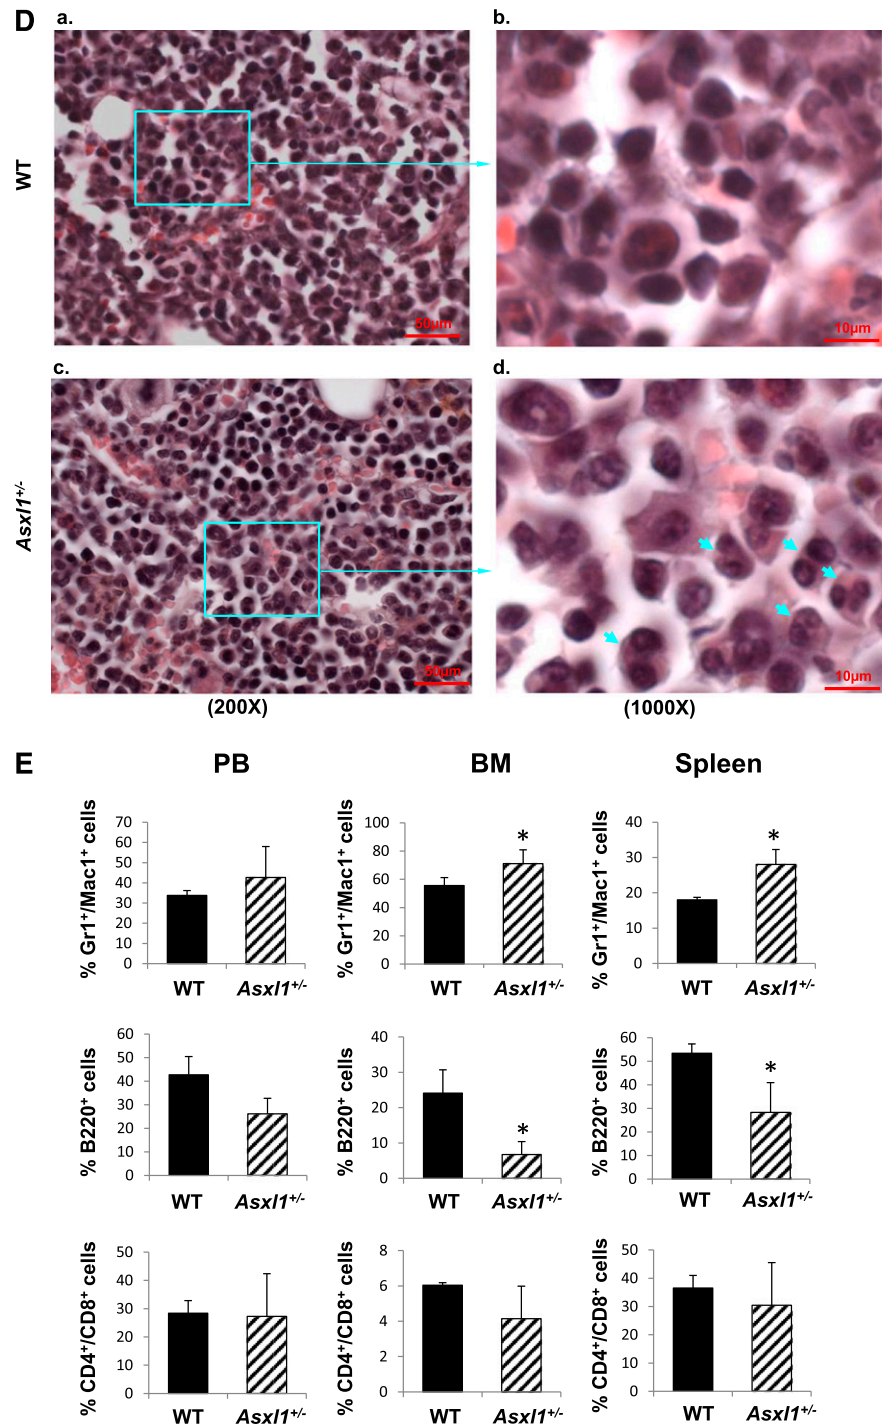 D
a.
b.
WT
50µm
10µm
c.
d.
Asxl1+/-
50µm
10µm
(200X)
(1000X)
E
PB
BM
Spleen
% Gr1+/Mac1+ cells
70
60
50
40
30
20
10
0
WT
Asxl1+/-
% Gr1+/Mac1+ cells
100
80
60
40
20
0
*
WT
Asxl1+/-
% Gr1+/Mac1+ cells
40
30
20
10
0
*
WT
Asxl1+/-
% B220+ cells
60
50
40
30
20
10
0
WT
Asxl1+/-
% B220+ cells
40
30
20
10
0
*
WT
Asxl1+/-
% B220+ cells
60
50
40
30
20
10
0
*
WT
Asxl1+/-
% CD4+/CD8+ cells
50
40
30
20
10
0
WT
Asxl1+/-
% CD4+/CD8+ cells
8
6
4
2
0
WT
Asxl1+/-
% CD4+/CD8+ cells
50
40
30
20
10
0
WT
Asxl1+/-